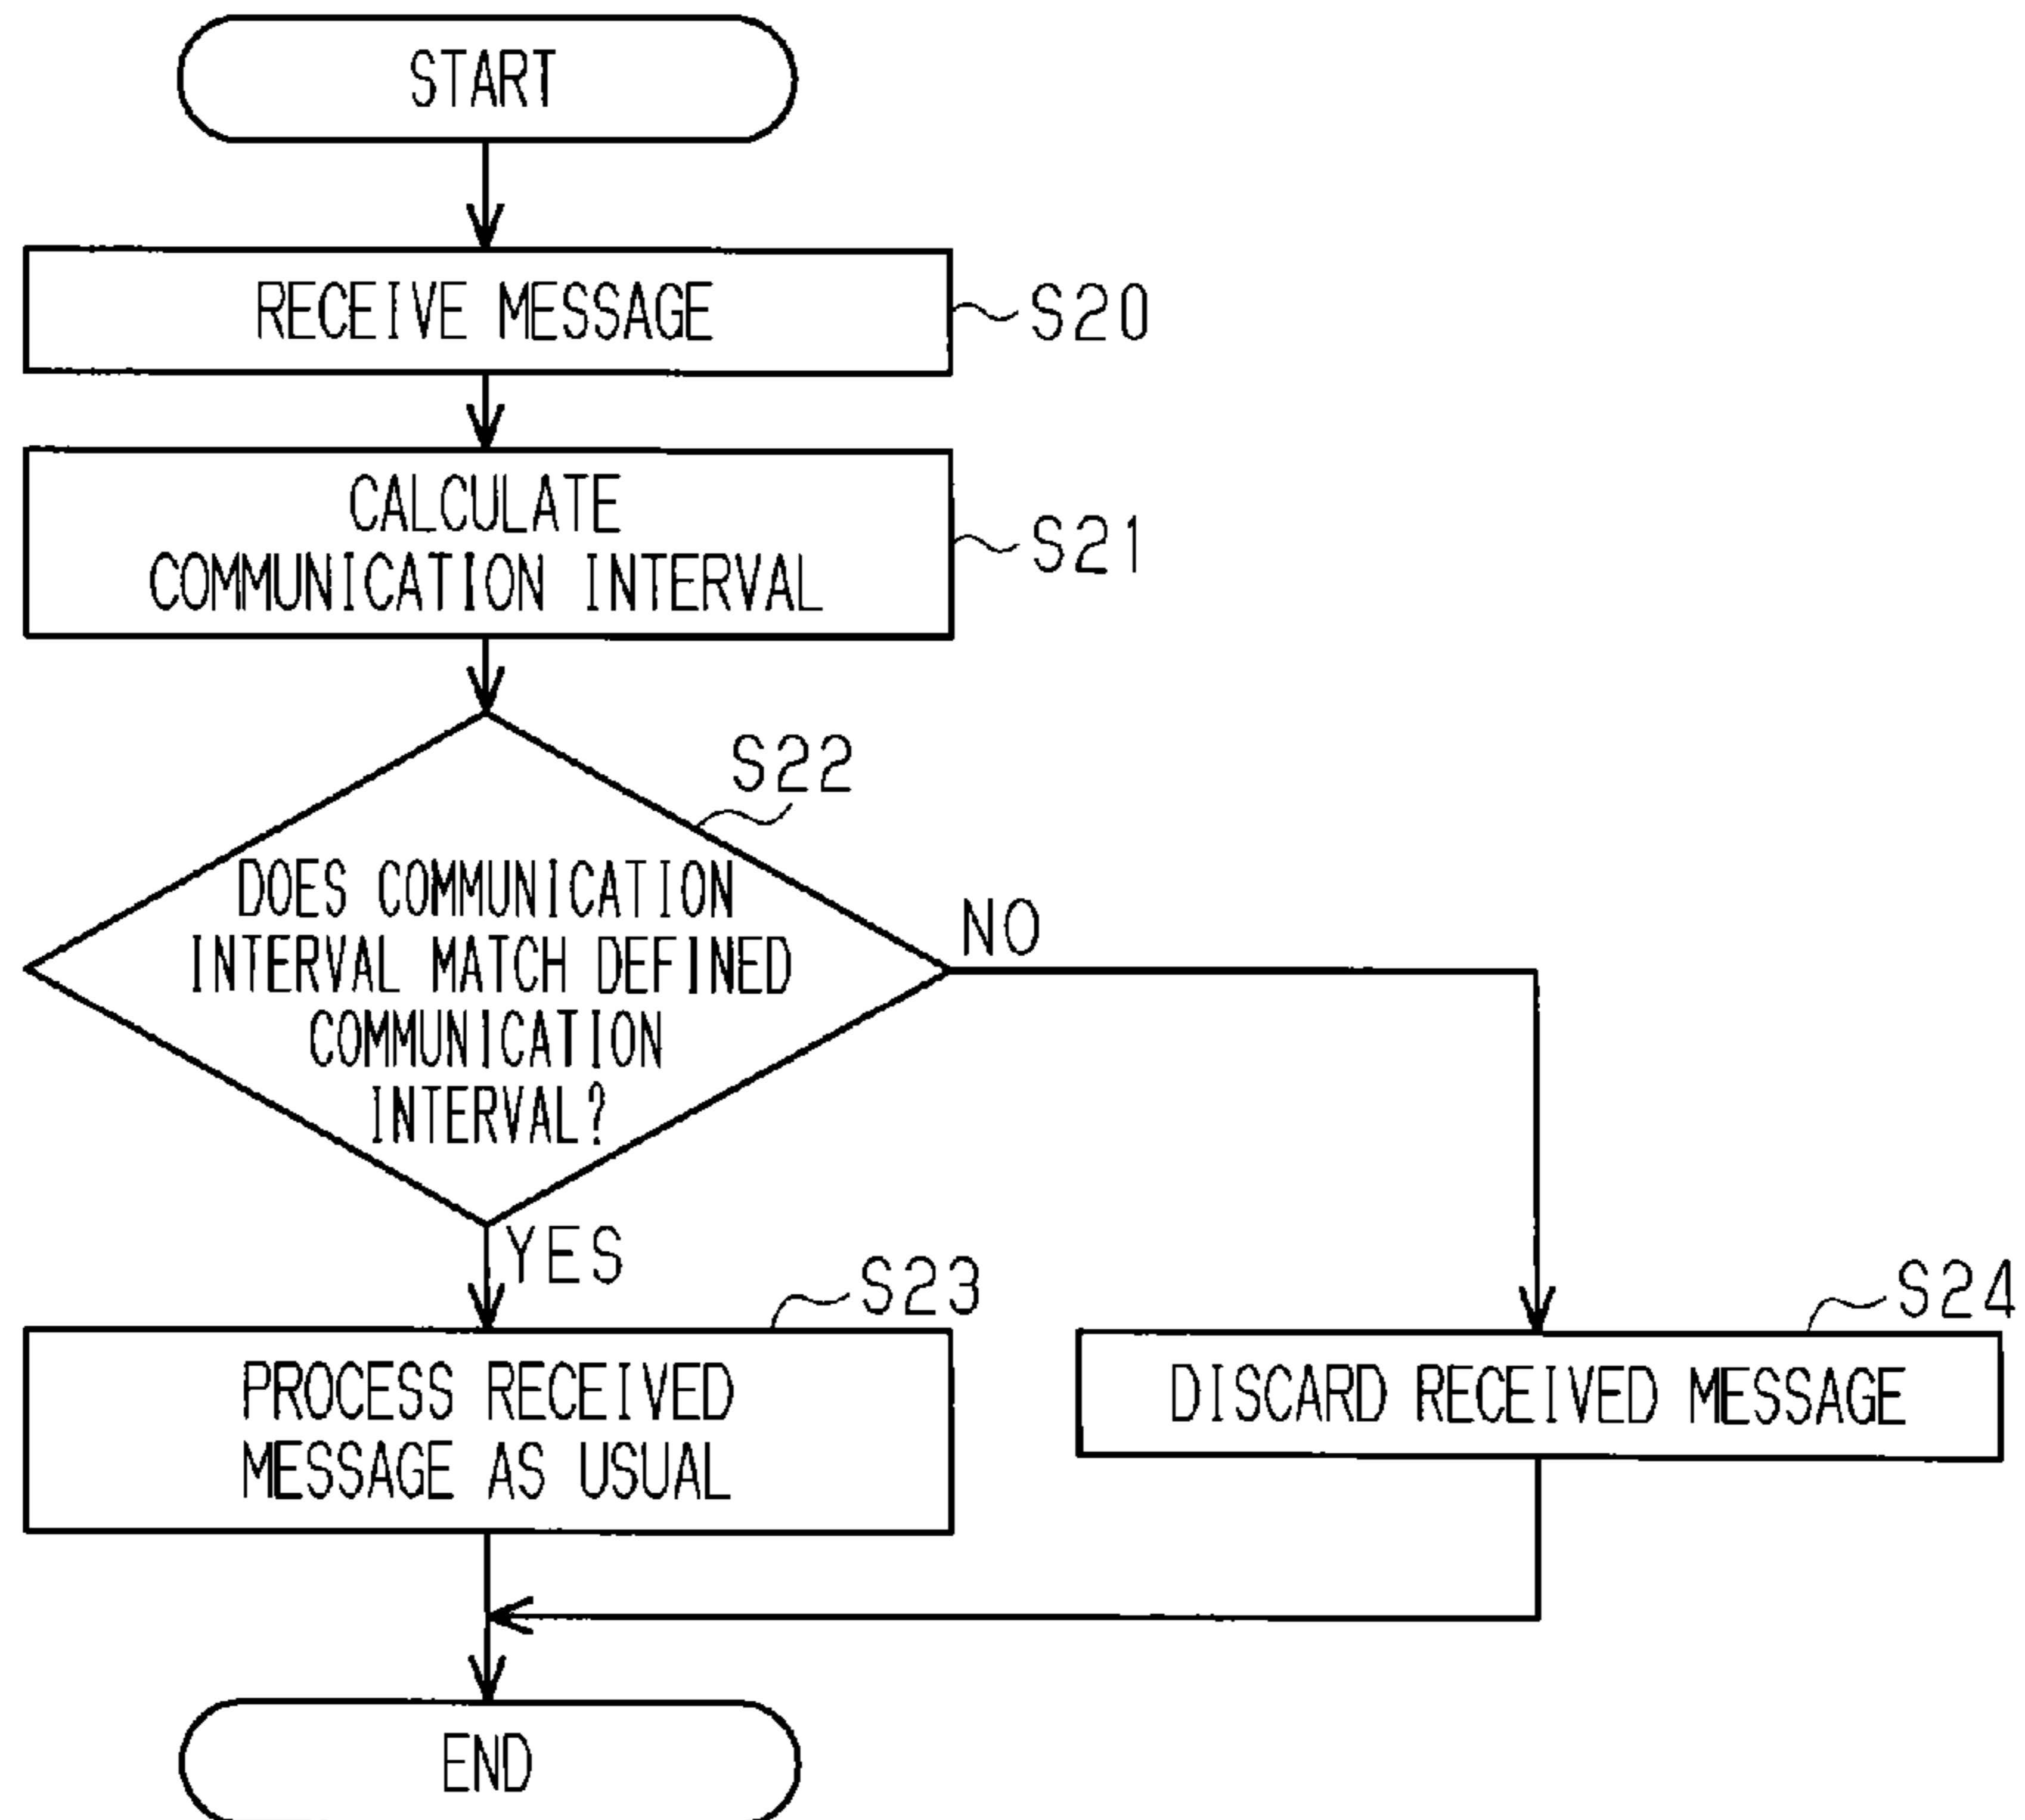 START
RECEIVE MESSAGE
S20
CALCULATE
COMMUNICATION INTERVAL
S21
S22
DOES COMMUNICATION
INTERVAL MATCH DEFINED
COMMUNICATION
INTERVAL?
NO
YES
S23
PROCESS RECEIVED
MESSAGE AS USUAL
S24
DISCARD RECEIVED MESSAGE
END